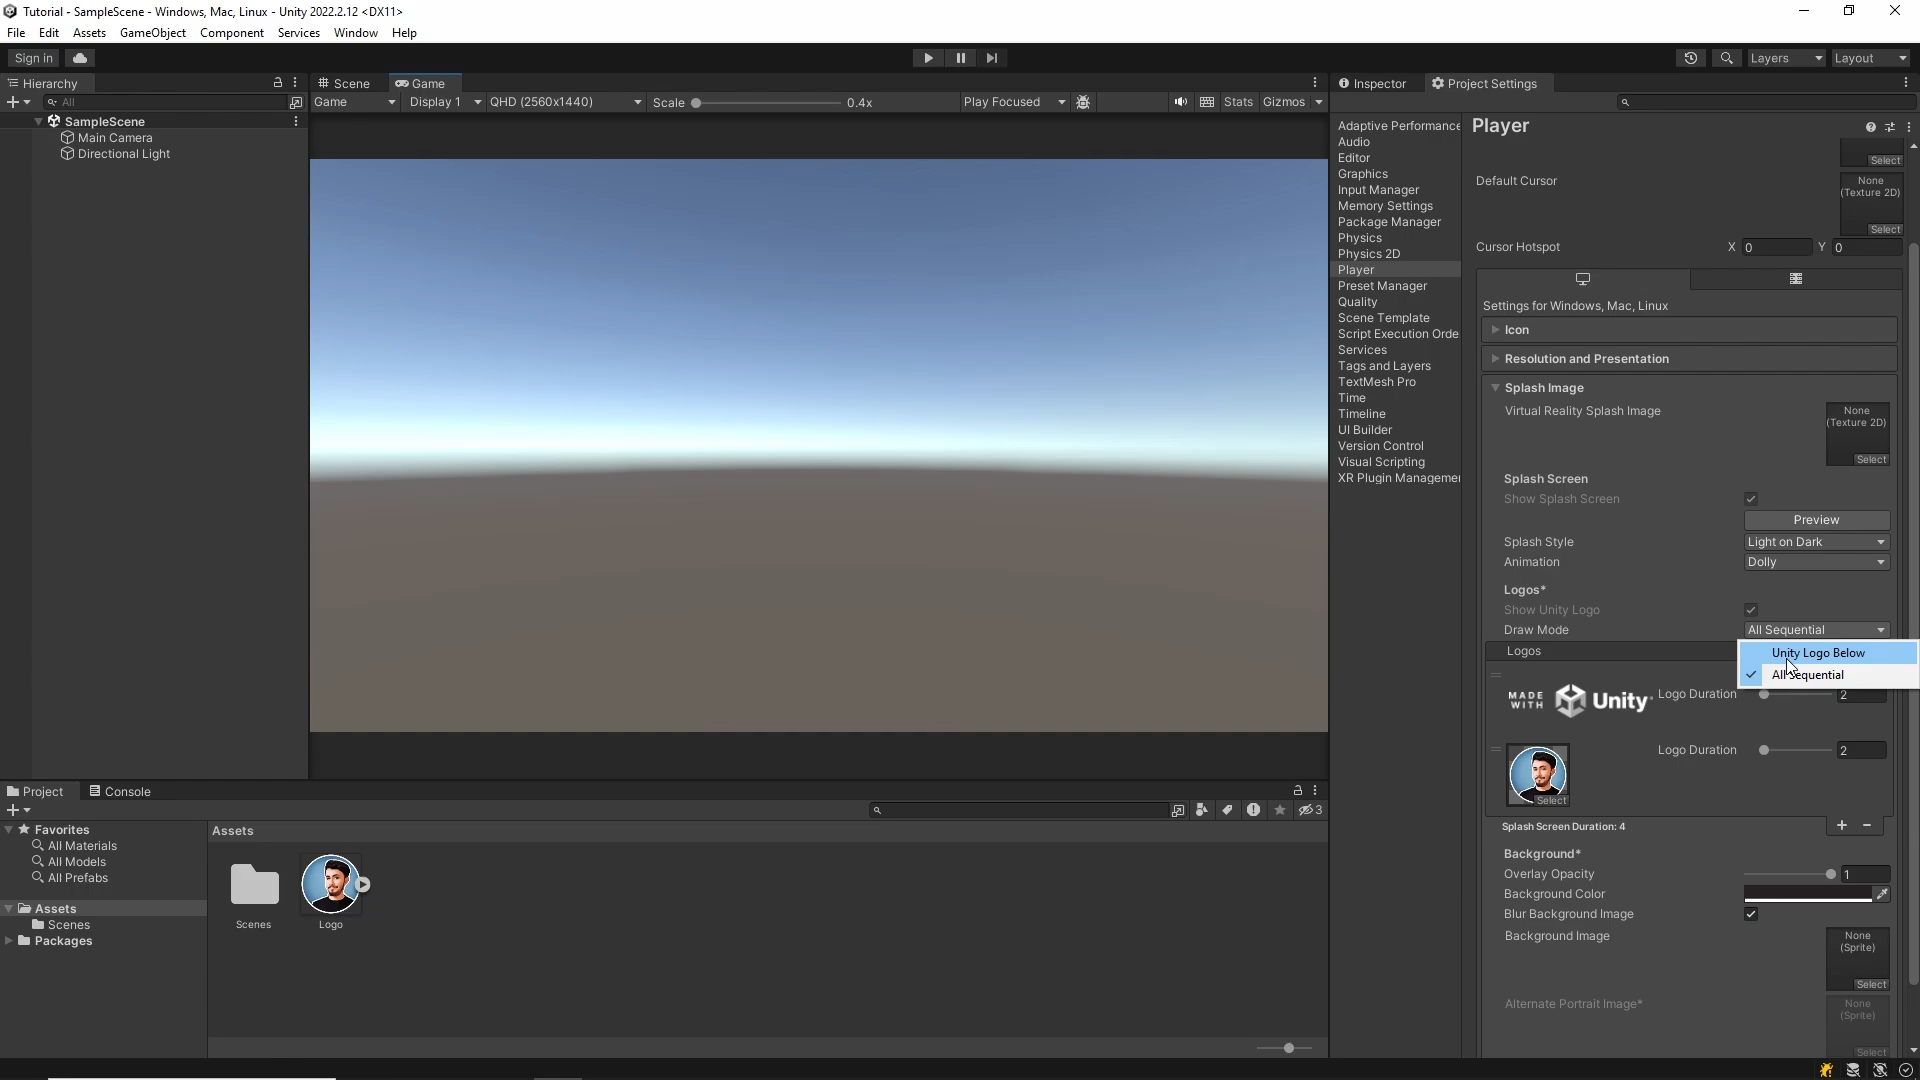 Tutorial - SampleScene - Windows, Mac, Linux - Unity 2022.2.12 <DX11>
File Edit Assets GameObject Component Services Window Help
Sign in
Layers
Layout
Hierarchy
All
SampleScene
Main Camera
Directional Light
Scene
Game
Game
Display 1
QHD (2560x1440)
Scale
0.4x
Play Focused
Stats
Gizmos
Inspector
Project Settings
Adaptive Performance
Audio
Editor
Graphics
Input Manager
Memory Settings
Package Manager
Physics
Physics 2D
Player
Preset Manager
Quality
Scene Template
Script Execution Orde
Services
Tags and Layers
TextMesh Pro
Time
Timeline
UI Builder
Version Control
Visual Scripting
XR Plugin Managemer
Player
Select
Default Cursor
None
(Texture 2D)
Select
Cursor Hotspot
X 0
Y 0
Settings for Windows, Mac, Linux
Icon
Resolution and Presentation
Splash Image
Virtual Reality Splash Image
None
(Texture 2D)
Select
Splash Screen
Show Splash Screen
Preview
Splash Style
Light on Dark
Animation
Dolly
Logos*
Show Unity Logo
Draw Mode
All Sequential
Unity Logo Below
All Sequential
Logos
MADE
WITH
Unity
Logo Duration
2
Logo Duration
2
Select
Splash Screen Duration: 4
Background*
Overlay Opacity
1
Background Color
Blur Background Image
Background Image
None
(Sprite)
Select
Alternate Portrait Image*
None
(Sprite)
Select
Project
Console
3
Favorites
All Materials
All Models
All Prefabs
Assets
Scenes
Packages
Assets
Scenes
Logo